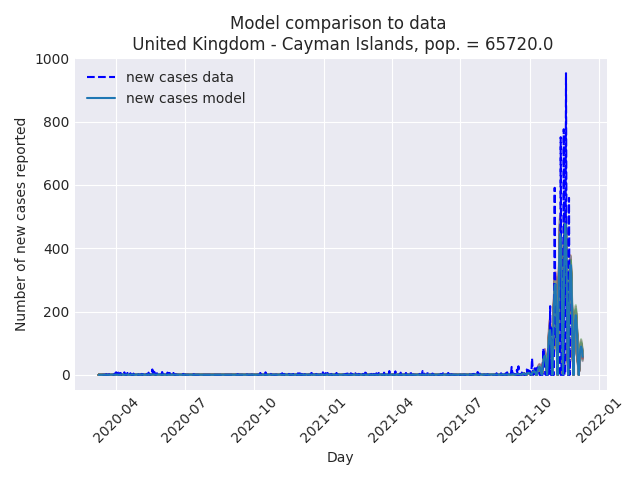 Model comparison to data
United Kingdom - Cayman Islands, pop. = 65720.0
new cases data
new cases model
Number of new cases reported
1000
800
600
400
200
0
2020-04
2020-07
2020-10
2021-01
2021-04
2021-07
2021-10
2022-01
Day